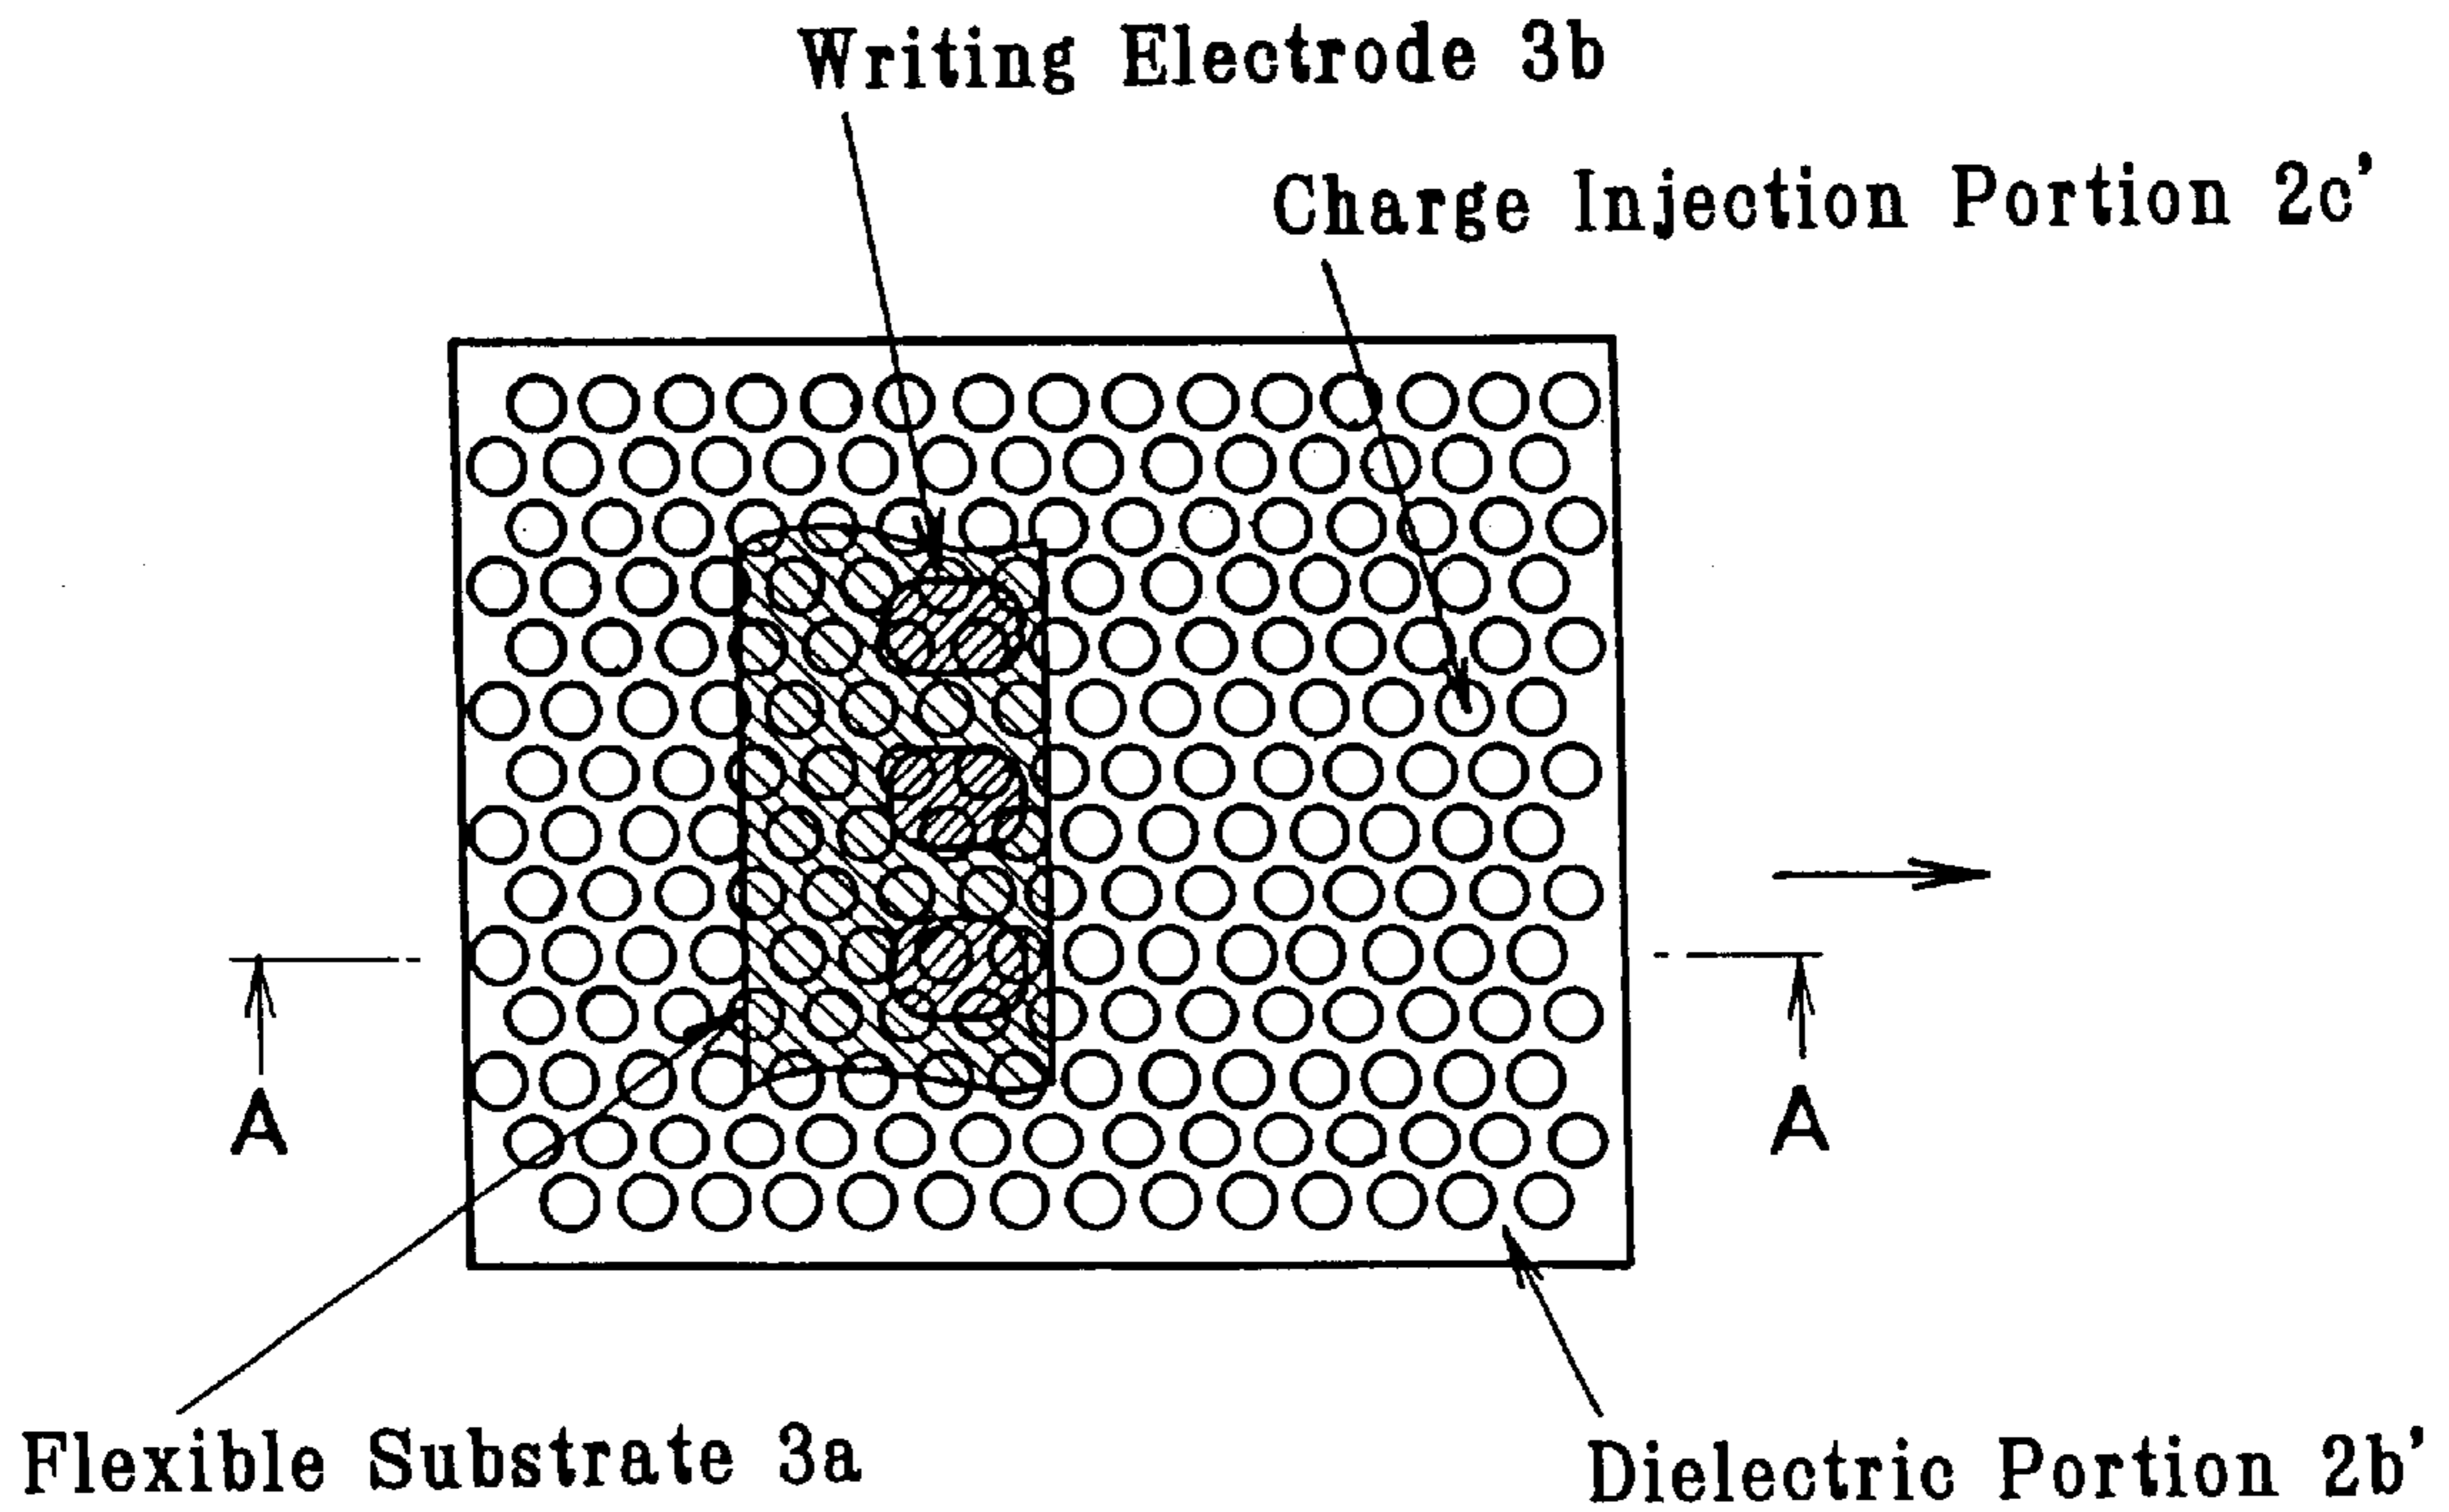 Writing Electrode 3b
Charge Injection Portion 2c'
A
A
Flexible Substrate 3a
Dielectric Portion 2b'